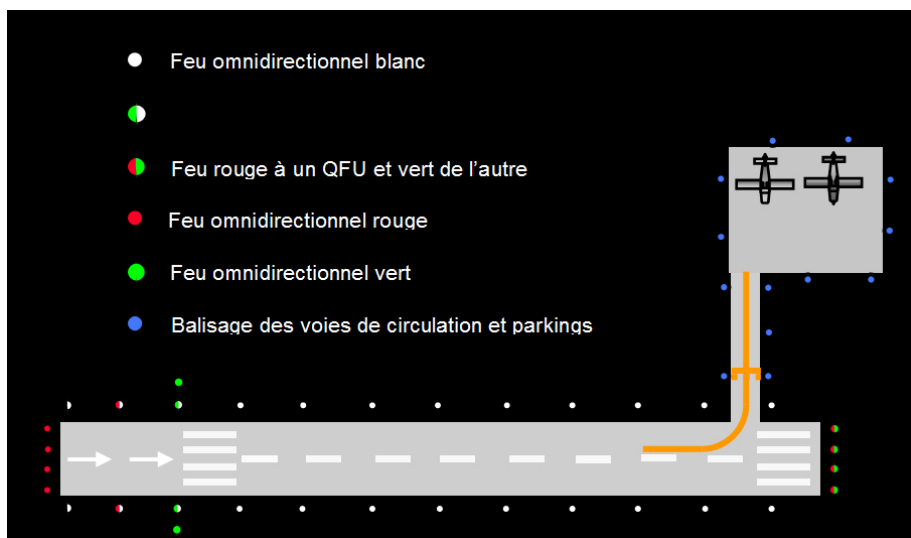 Feu omnidirectionnel blanc
Feu rouge à un QFU et vert de l'autre
Feu omnidirectionnel rouge
Feu omnidirectionnel vert
Balisage des voies de circulation et parkings